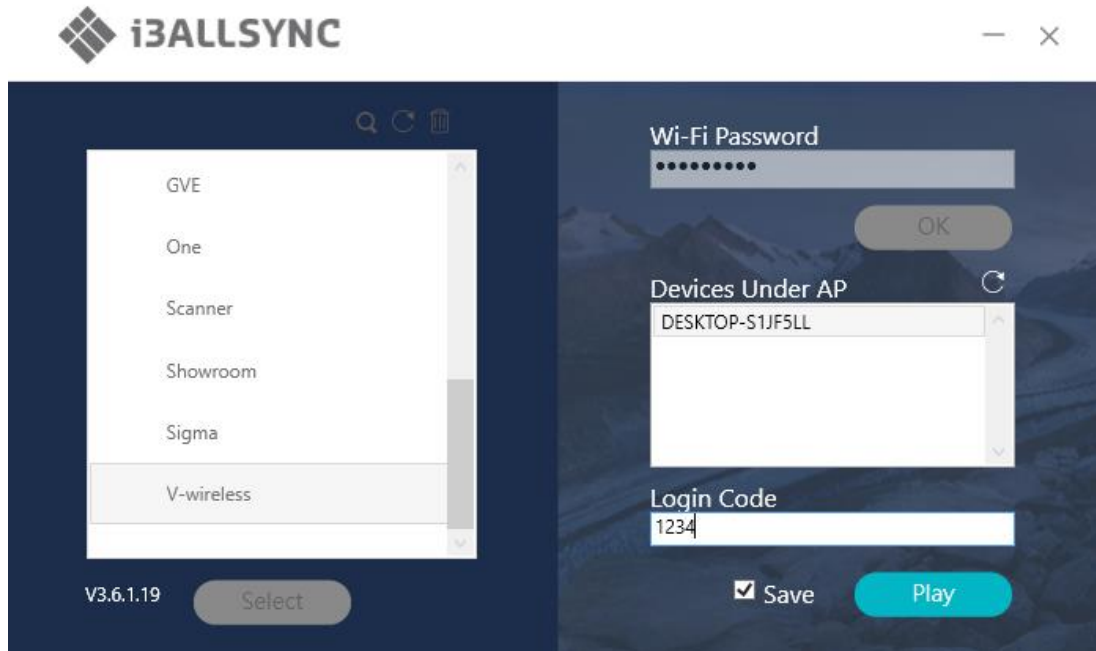 i3ALLSYNC
GVE
One
Scanner
Showroom
Sigma
V-wireless
V3.6.1.19
Select
Wi-Fi Password
•••••••••
OK
Devices Under AP
DESKTOP-S1JF5LL
Login Code
1234
Save
Play